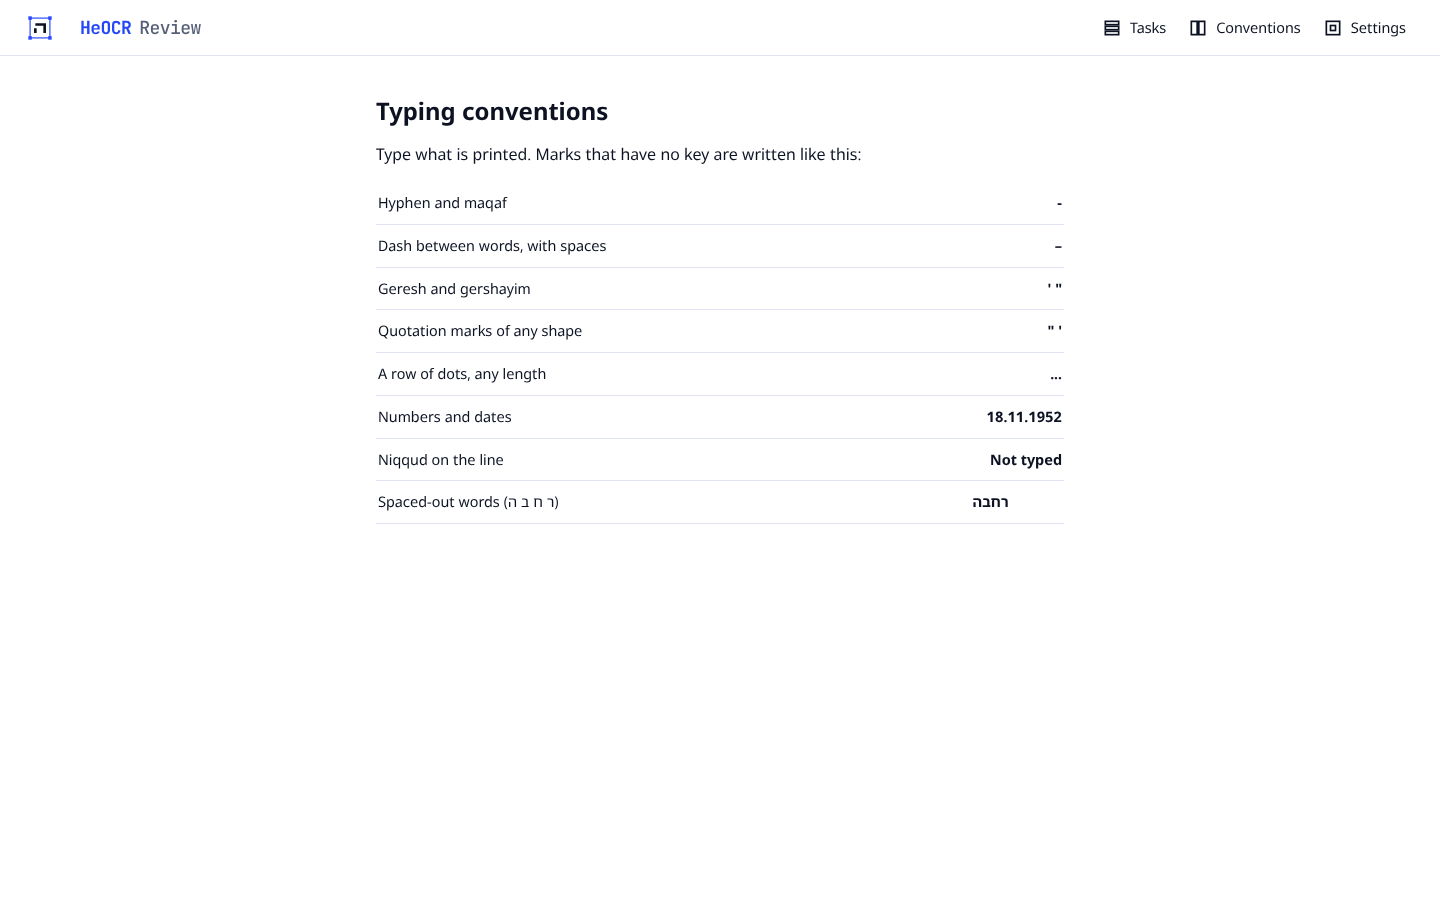 HeOCR Review
Tasks
Conventions
Settings
Typing conventions
Type what is printed. Marks that have no key are written like this:
Hyphen and maqaf -
Dash between words, with spaces –
Geresh and gershayim ' "
Quotation marks of any shape " '
A row of dots, any length ...
Numbers and dates 18.11.1952
Niqqud on the line Not typed
Spaced-out words (ר ח ב ה) רחבה